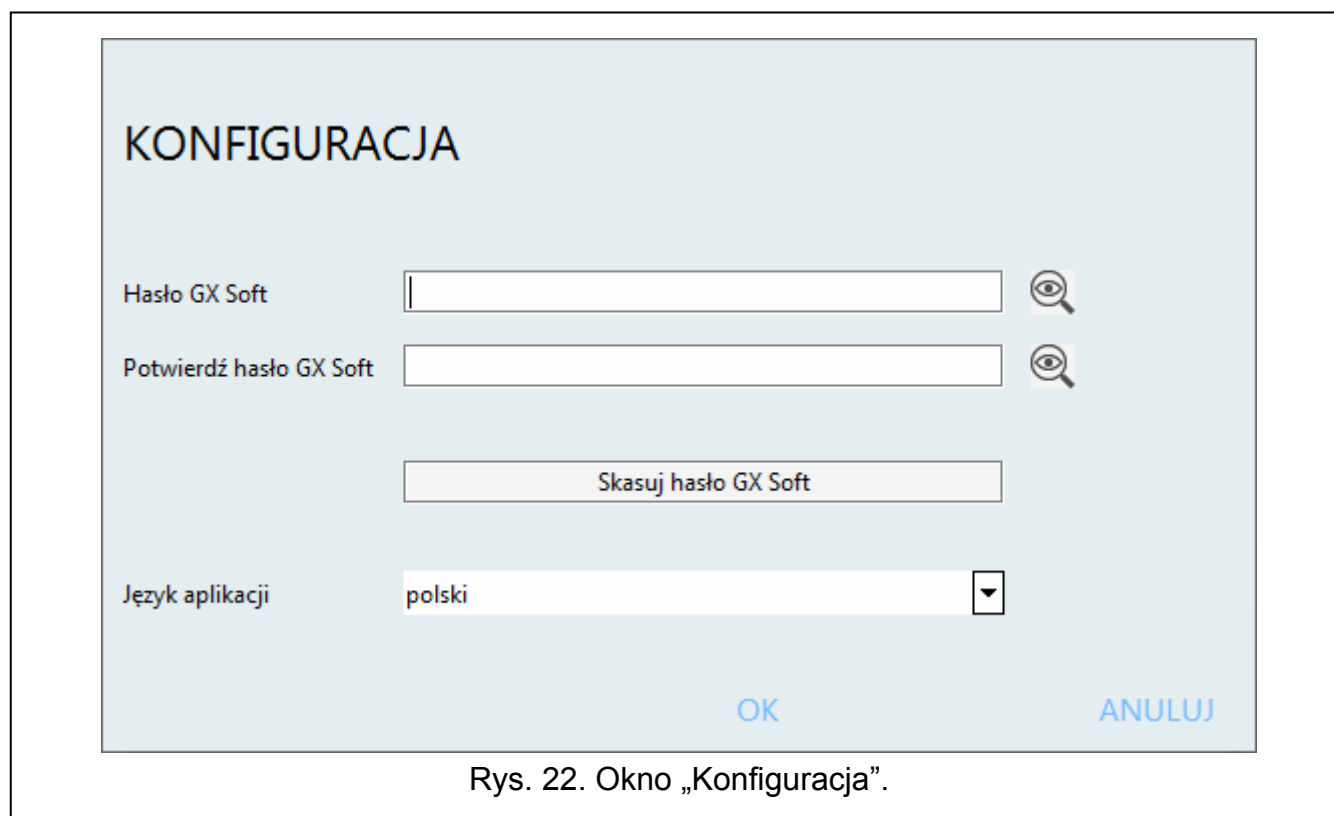 KONFIGURACJA
Hasło GX Soft
Potwierdź hasło GX Soft
Skasuj hasło GX Soft
Język aplikacji polski
OK ANULUJ
Rys. 22. Okno „Konfiguracja”.